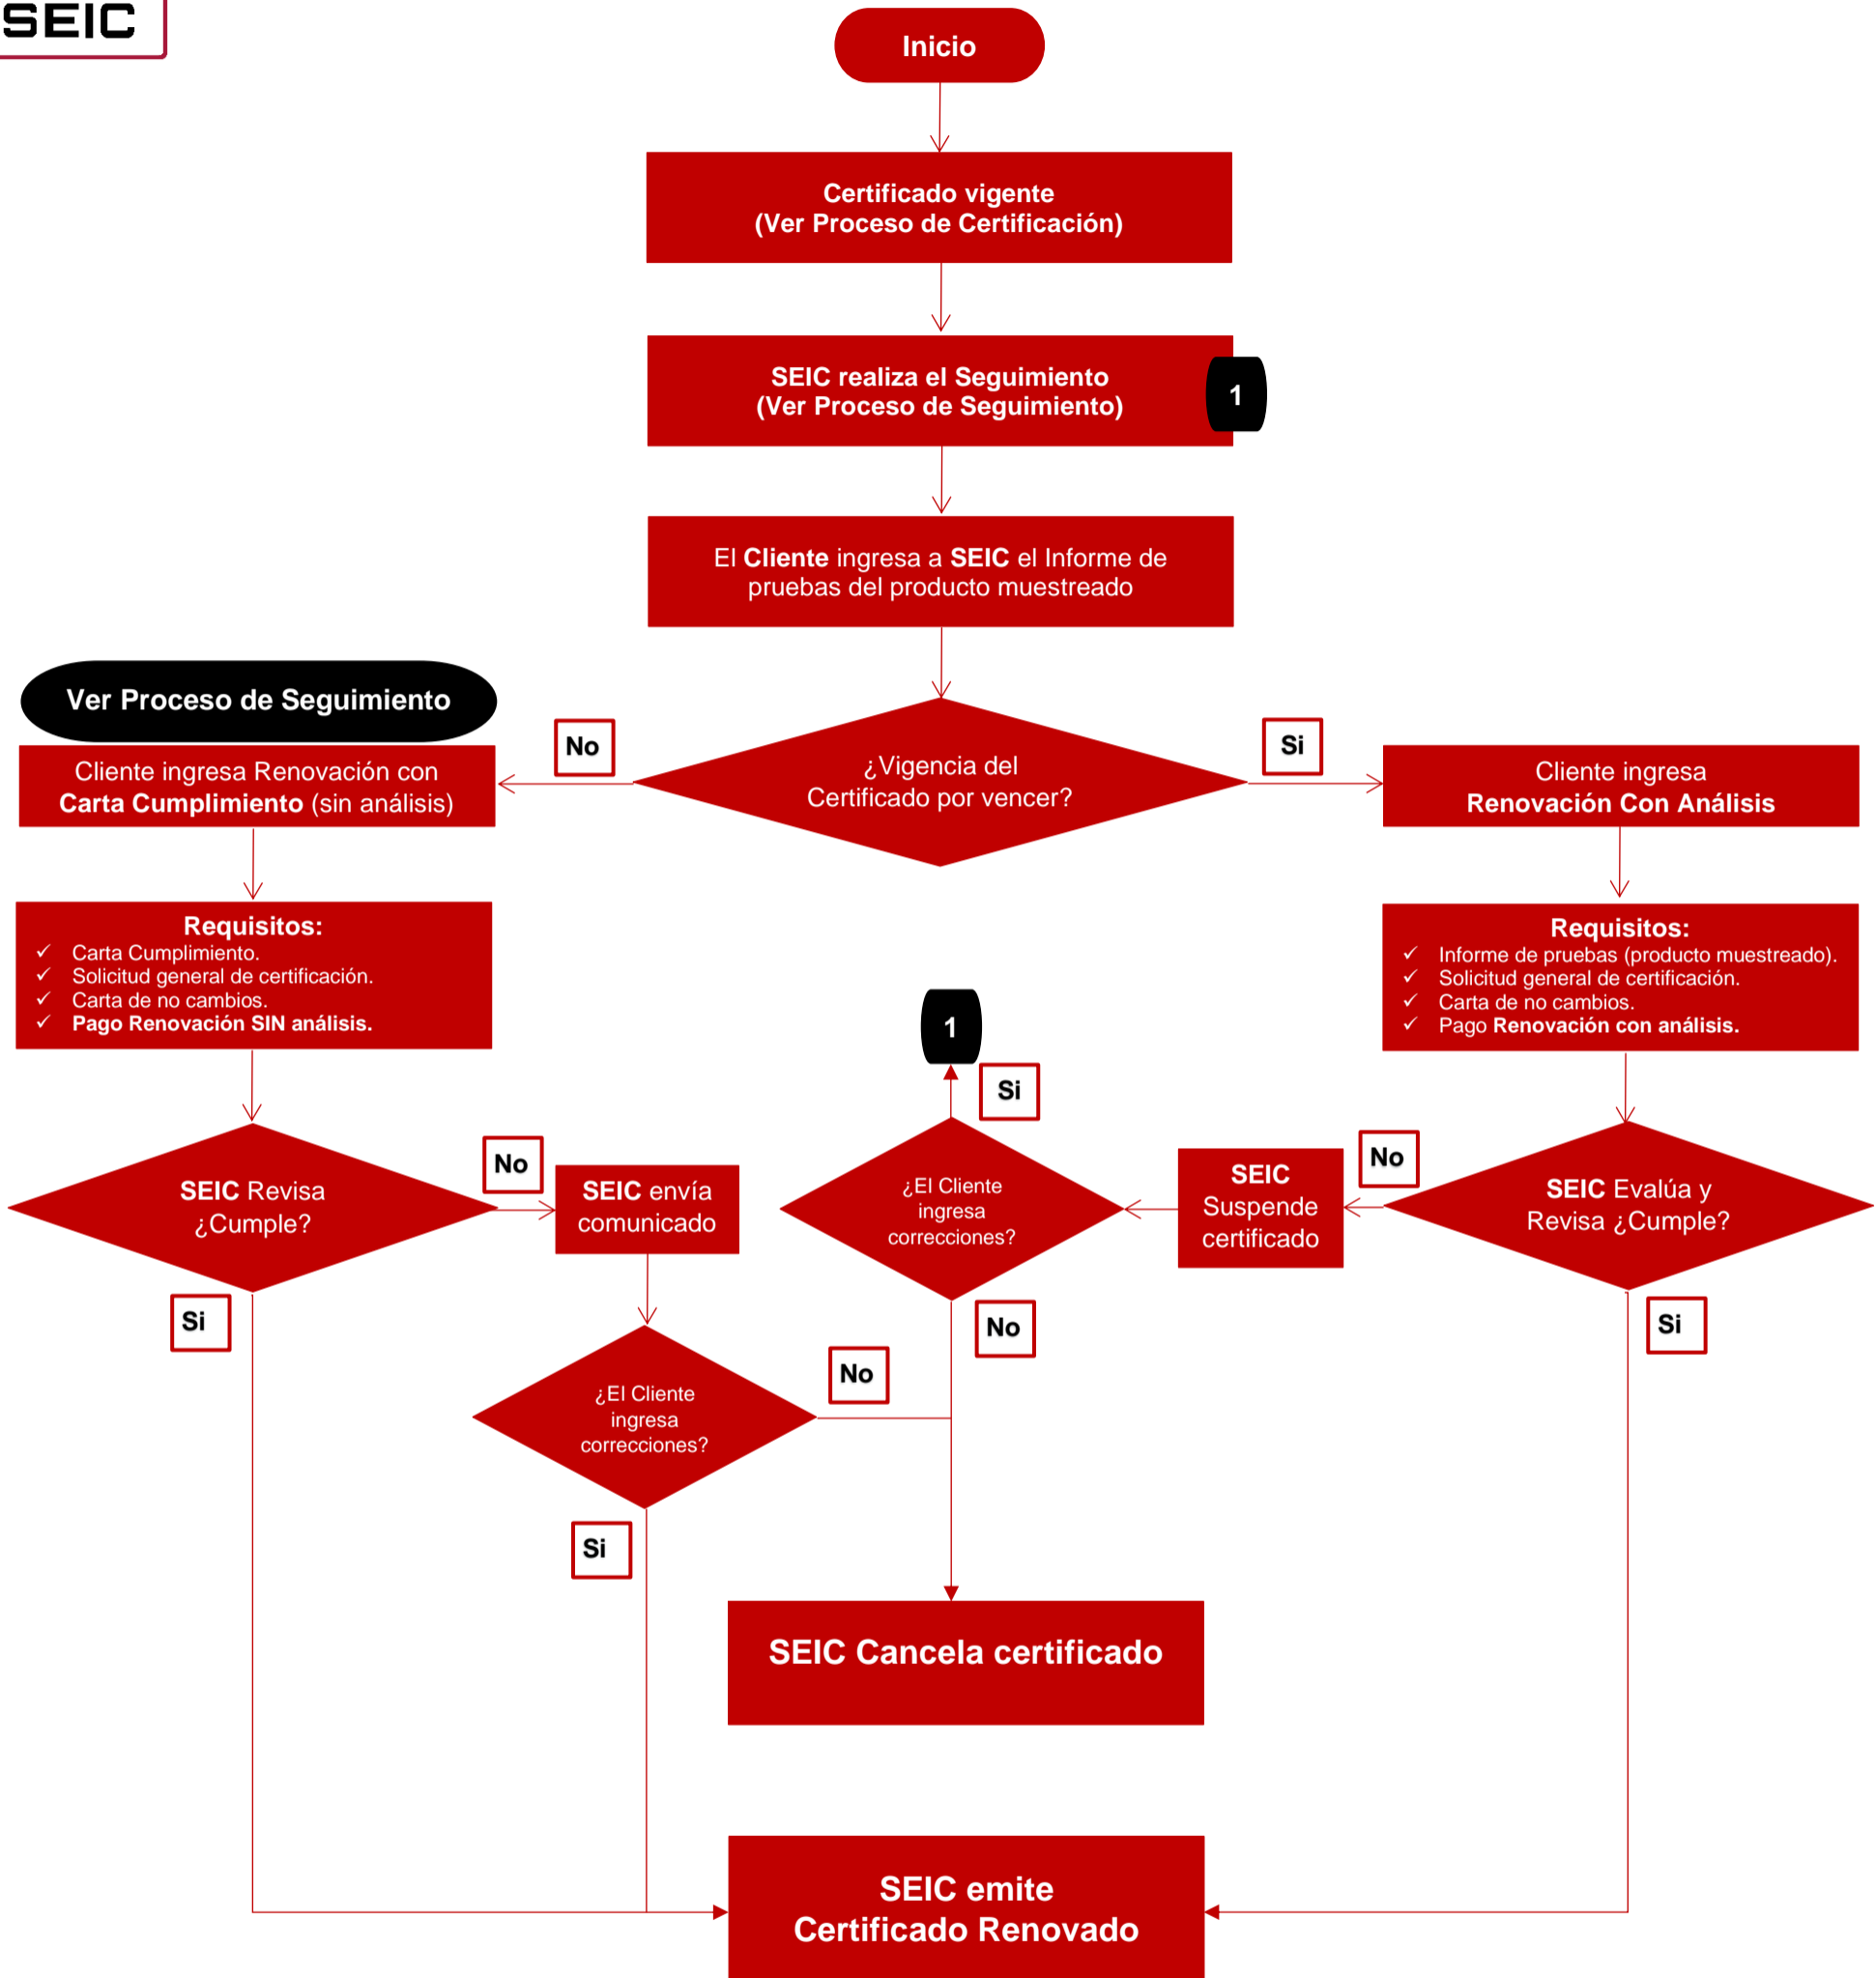 SEIC
Inicio
Certificado vigente
(Ver Proceso de Certificación)
SEIC realiza el Seguimiento
(Ver Proceso de Seguimiento)
1
El Cliente ingresa a SEIC el Informe de
pruebas del producto muestreado
Ver Proceso de Seguimiento
No
¿Vigencia del
Certificado por vencer?
Si
Cliente ingresa Renovación con
Carta Cumplimiento (sin análisis)
Cliente ingresa
Renovación Con Análisis
Requisitos:
✓ Carta Cumplimiento.
✓ Solicitud general de certificación.
✓ Carta de no cambios.
✓ Pago Renovación SIN análisis.
Requisitos:
✓ Informe de pruebas (producto muestreado).
✓ Solicitud general de certificación.
✓ Carta de no cambios.
✓ Pago Renovación con análisis.
1
Si
SEIC Revisa
¿Cumple?
No
SEIC envía
comunicado
¿El Cliente
ingresa
correcciones?
SEIC
Suspende
certificado
No
SEIC Evalúa y
Revisa ¿Cumple?
Si
No
Si
¿El Cliente
ingresa
correcciones?
No
Si
SEIC Cancela certificado
SEIC emite
Certificado Renovado